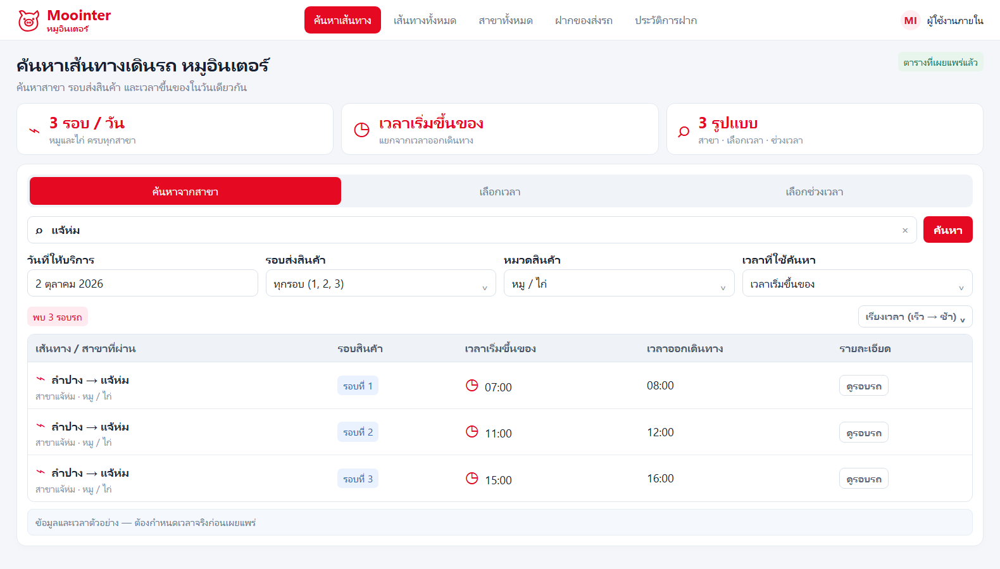 Moointer
หมูอินเตอร์
ค้นหาเส้นทาง
เส้นทางทั้งหมด
สาขาทั้งหมด
ฝากของส่งรถ
ประวัติการฝาก
MI
ผู้ใช้งานภายใน
ค้นหาเส้นทางเดินรถ หมูอินเตอร์
ตารางที่เผยแพร่แล้ว
ค้นหาสาขา รอบส่งสินค้า และเวลาขึ้นของในวันเดียวกัน
3 รอบ / วัน
หมูและไก่ ครบทุกสาขา
เวลาเริ่มขึ้นของ
แยกจากเวลาออกเดินทาง
3 รูปแบบ
สาขา · เลือกเวลา · ช่วงเวลา
ค้นหาจากสาขา
เลือกเวลา
เลือกช่วงเวลา
แจ้ห่ม
×
ค้นหา
วันที่ให้บริการ
รอบส่งสินค้า
หมวดสินค้า
เวลาที่ใช้ค้นหา
2 ตุลาคม 2026
ทุกรอบ (1, 2, 3)
หมู / ไก่
เวลาเริ่มขึ้นของ
พบ 3 รอบรถ
เรียงเวลา (เร็ว → ช้า)
เส้นทาง / สาขาที่ผ่าน รอบสินค้า เวลาเริ่มขึ้นของ เวลาออกเดินทาง รายละเอียด
ลำปาง → แจ้ห่ม รอบที่ 1 07:00 08:00 ดูรอบรถ
สาขาแจ้ห่ม · หมู / ไก่
ลำปาง → แจ้ห่ม รอบที่ 2 11:00 12:00 ดูรอบรถ
สาขาแจ้ห่ม · หมู / ไก่
ลำปาง → แจ้ห่ม รอบที่ 3 15:00 16:00 ดูรอบรถ
สาขาแจ้ห่ม · หมู / ไก่
ข้อมูลและเวลาตัวอย่าง — ต้องกำหนดเวลาจริงก่อนเผยแพร่